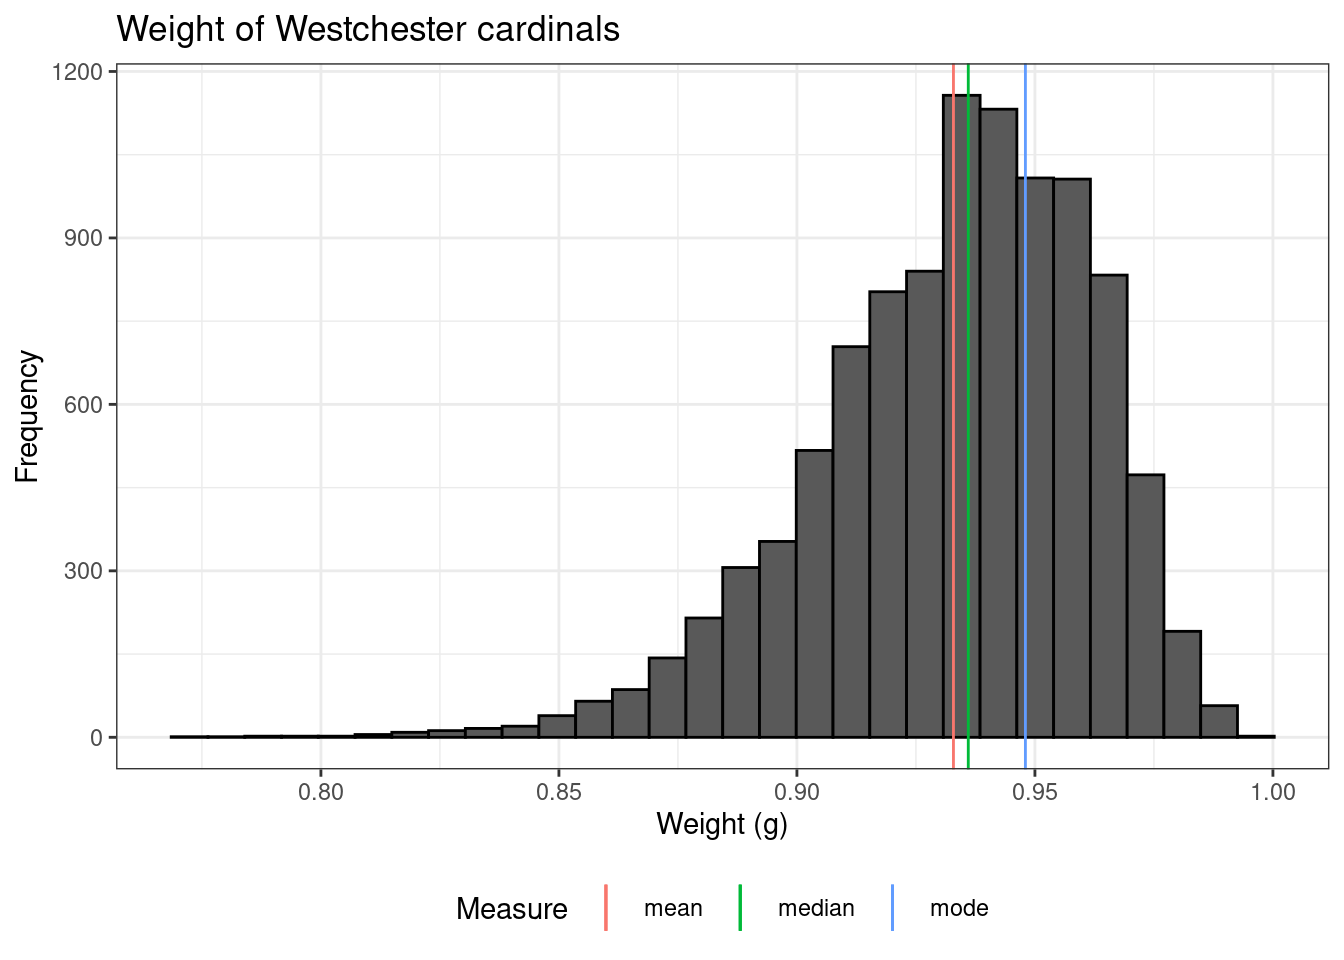 Weight of Westchester cardinals
1200
900
600
300
0
Frequency
0.80 0.85 0.90 0.95 1.00
Weight (g)
Measure mean median mode